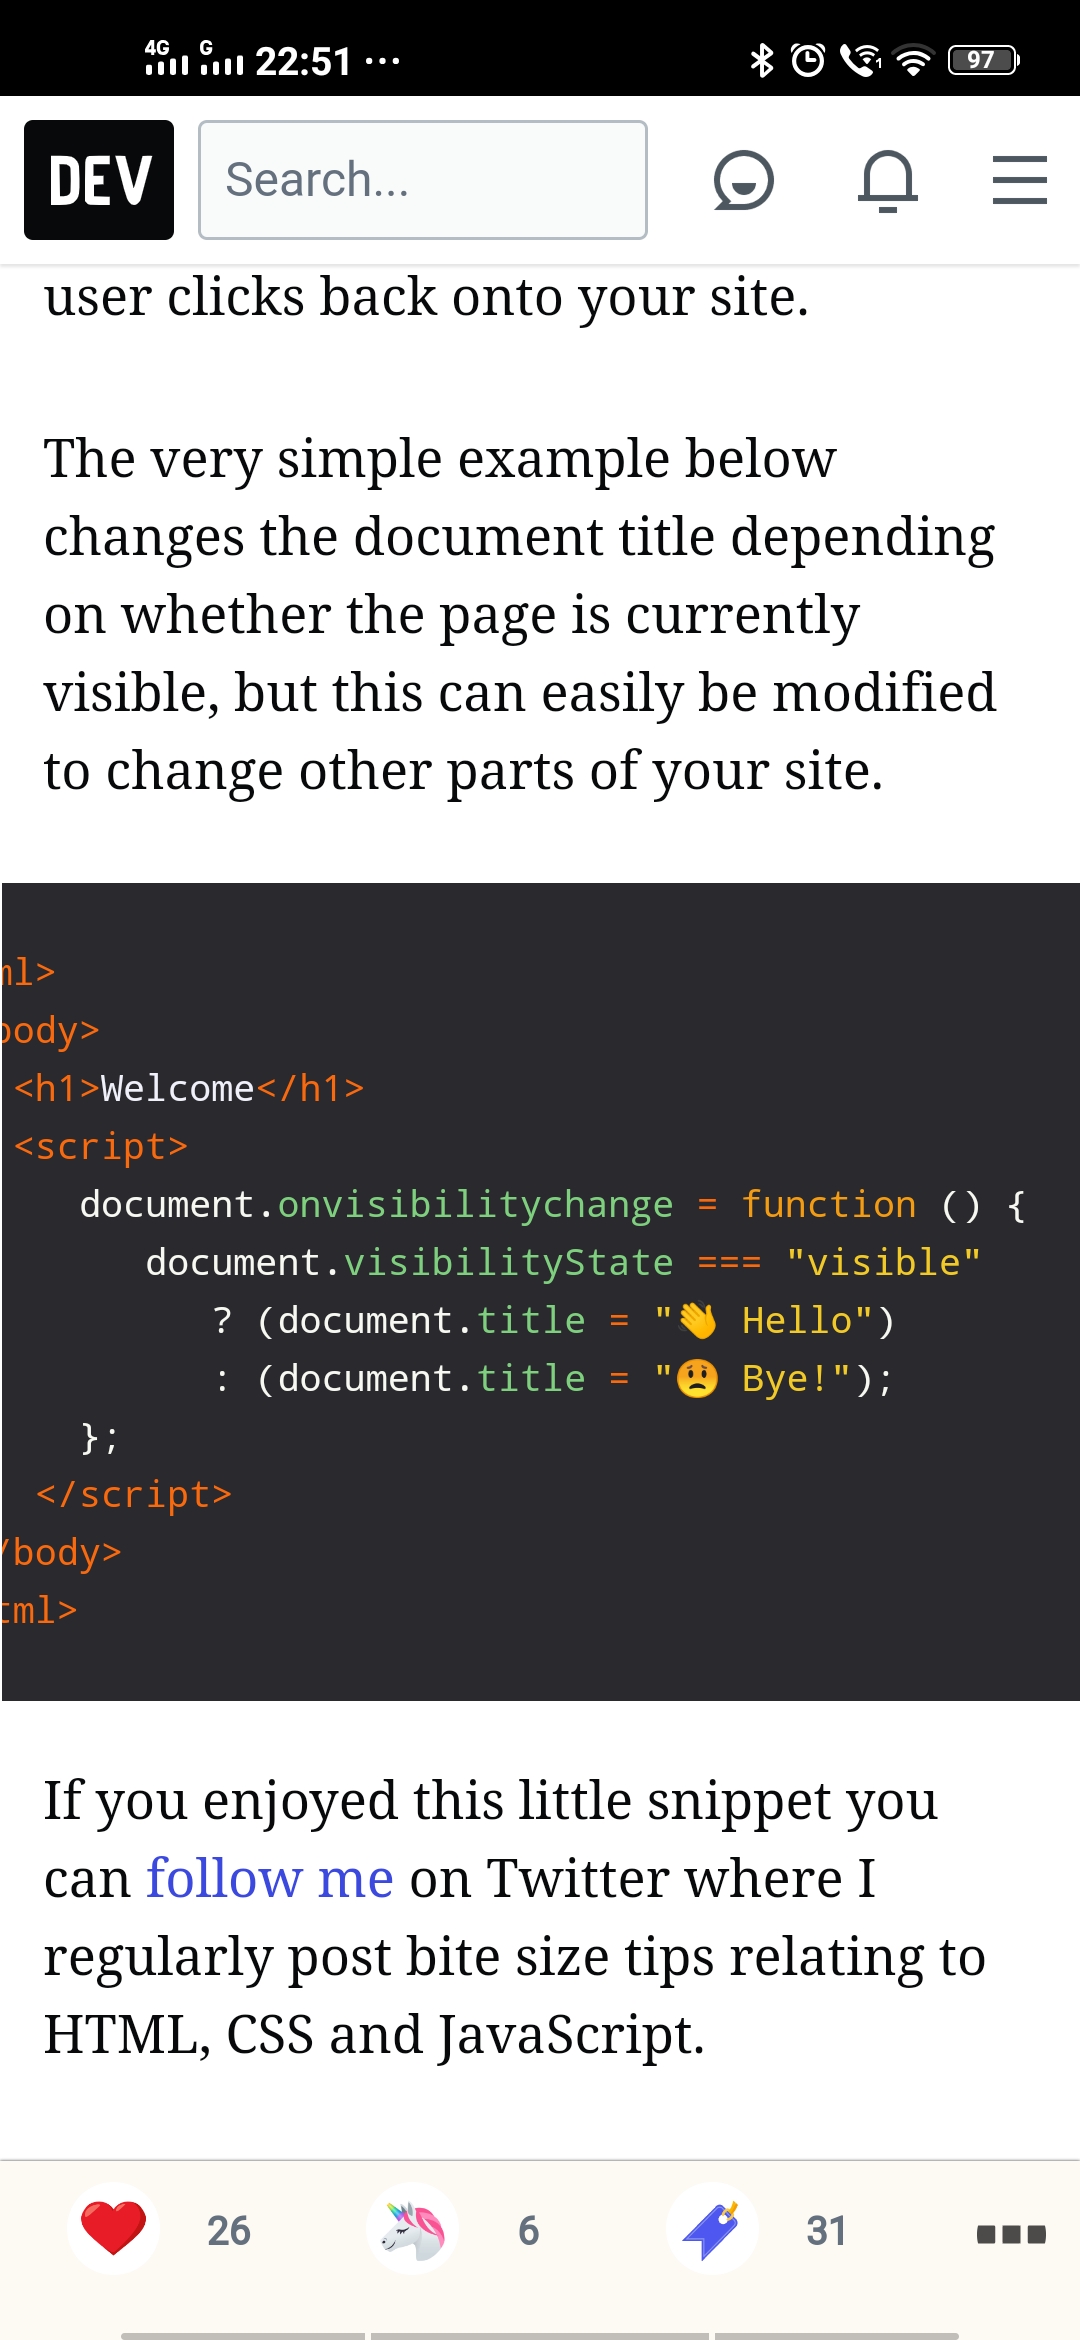 4G G 22:51 ... 1 97
DEV Search...
user clicks back onto your site.
The very simple example below
changes the document title depending
on whether the page is currently
visible, but this can easily be modified
to change other parts of your site.
ml>
body>
<h1>Welcome</h1>
<script>
document.onvisibilitychange = function () {
document.visibilityState === "visible"
? (document.title = "👋 Hello")
: (document.title = "😟 Bye!");
};
</script>
/body>
tml>
If you enjoyed this little snippet you
can follow me on Twitter where I
regularly post bite size tips relating to
HTML, CSS and JavaScript.
26 6 31